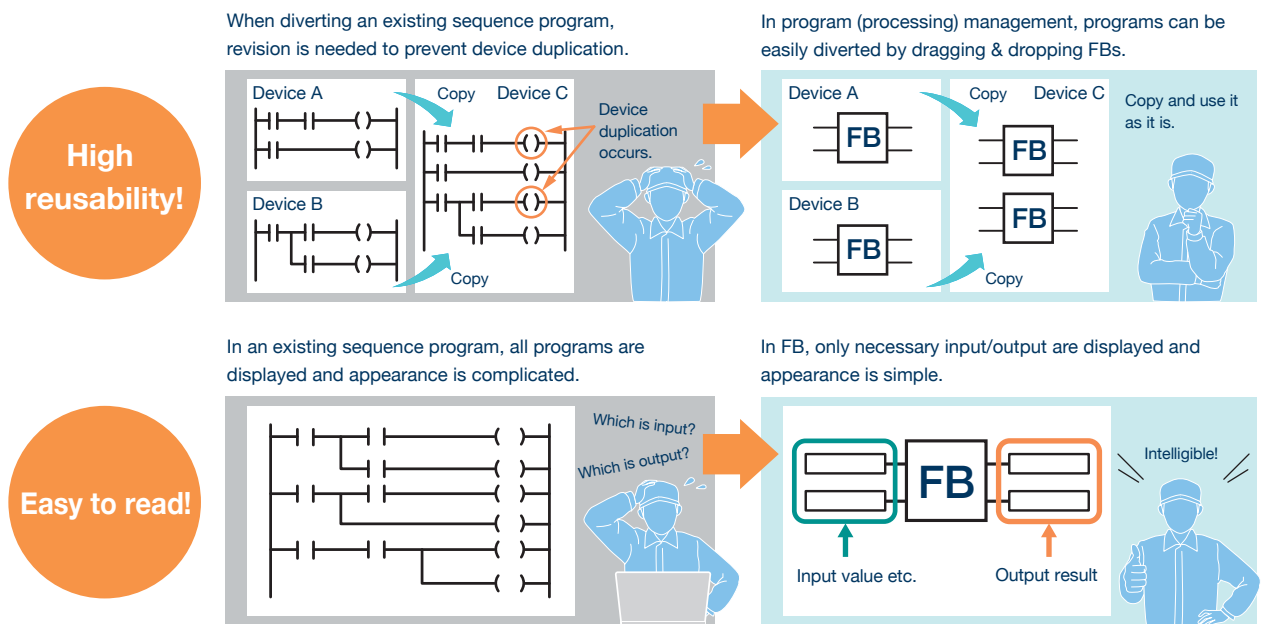 High
reusability!
When diverting an existing sequence program,
revision is needed to prevent device duplication.
Device A
Copy
Device C
Device
duplication
occurs.
Device B
Copy
In program (processing) management, programs can be
easily diverted by dragging & dropping FBs.
Device A
FB
Copy
Device C
FB
Copy and use it
as it is.
FB
Device B
FB
Copy
Easy to read!
In an existing sequence program, all programs are
displayed and appearance is complicated.
Which is input?
Which is output?
In FB, only necessary input/output are displayed and
appearance is simple.
FB
Intelligible!
Input value etc.
Output result